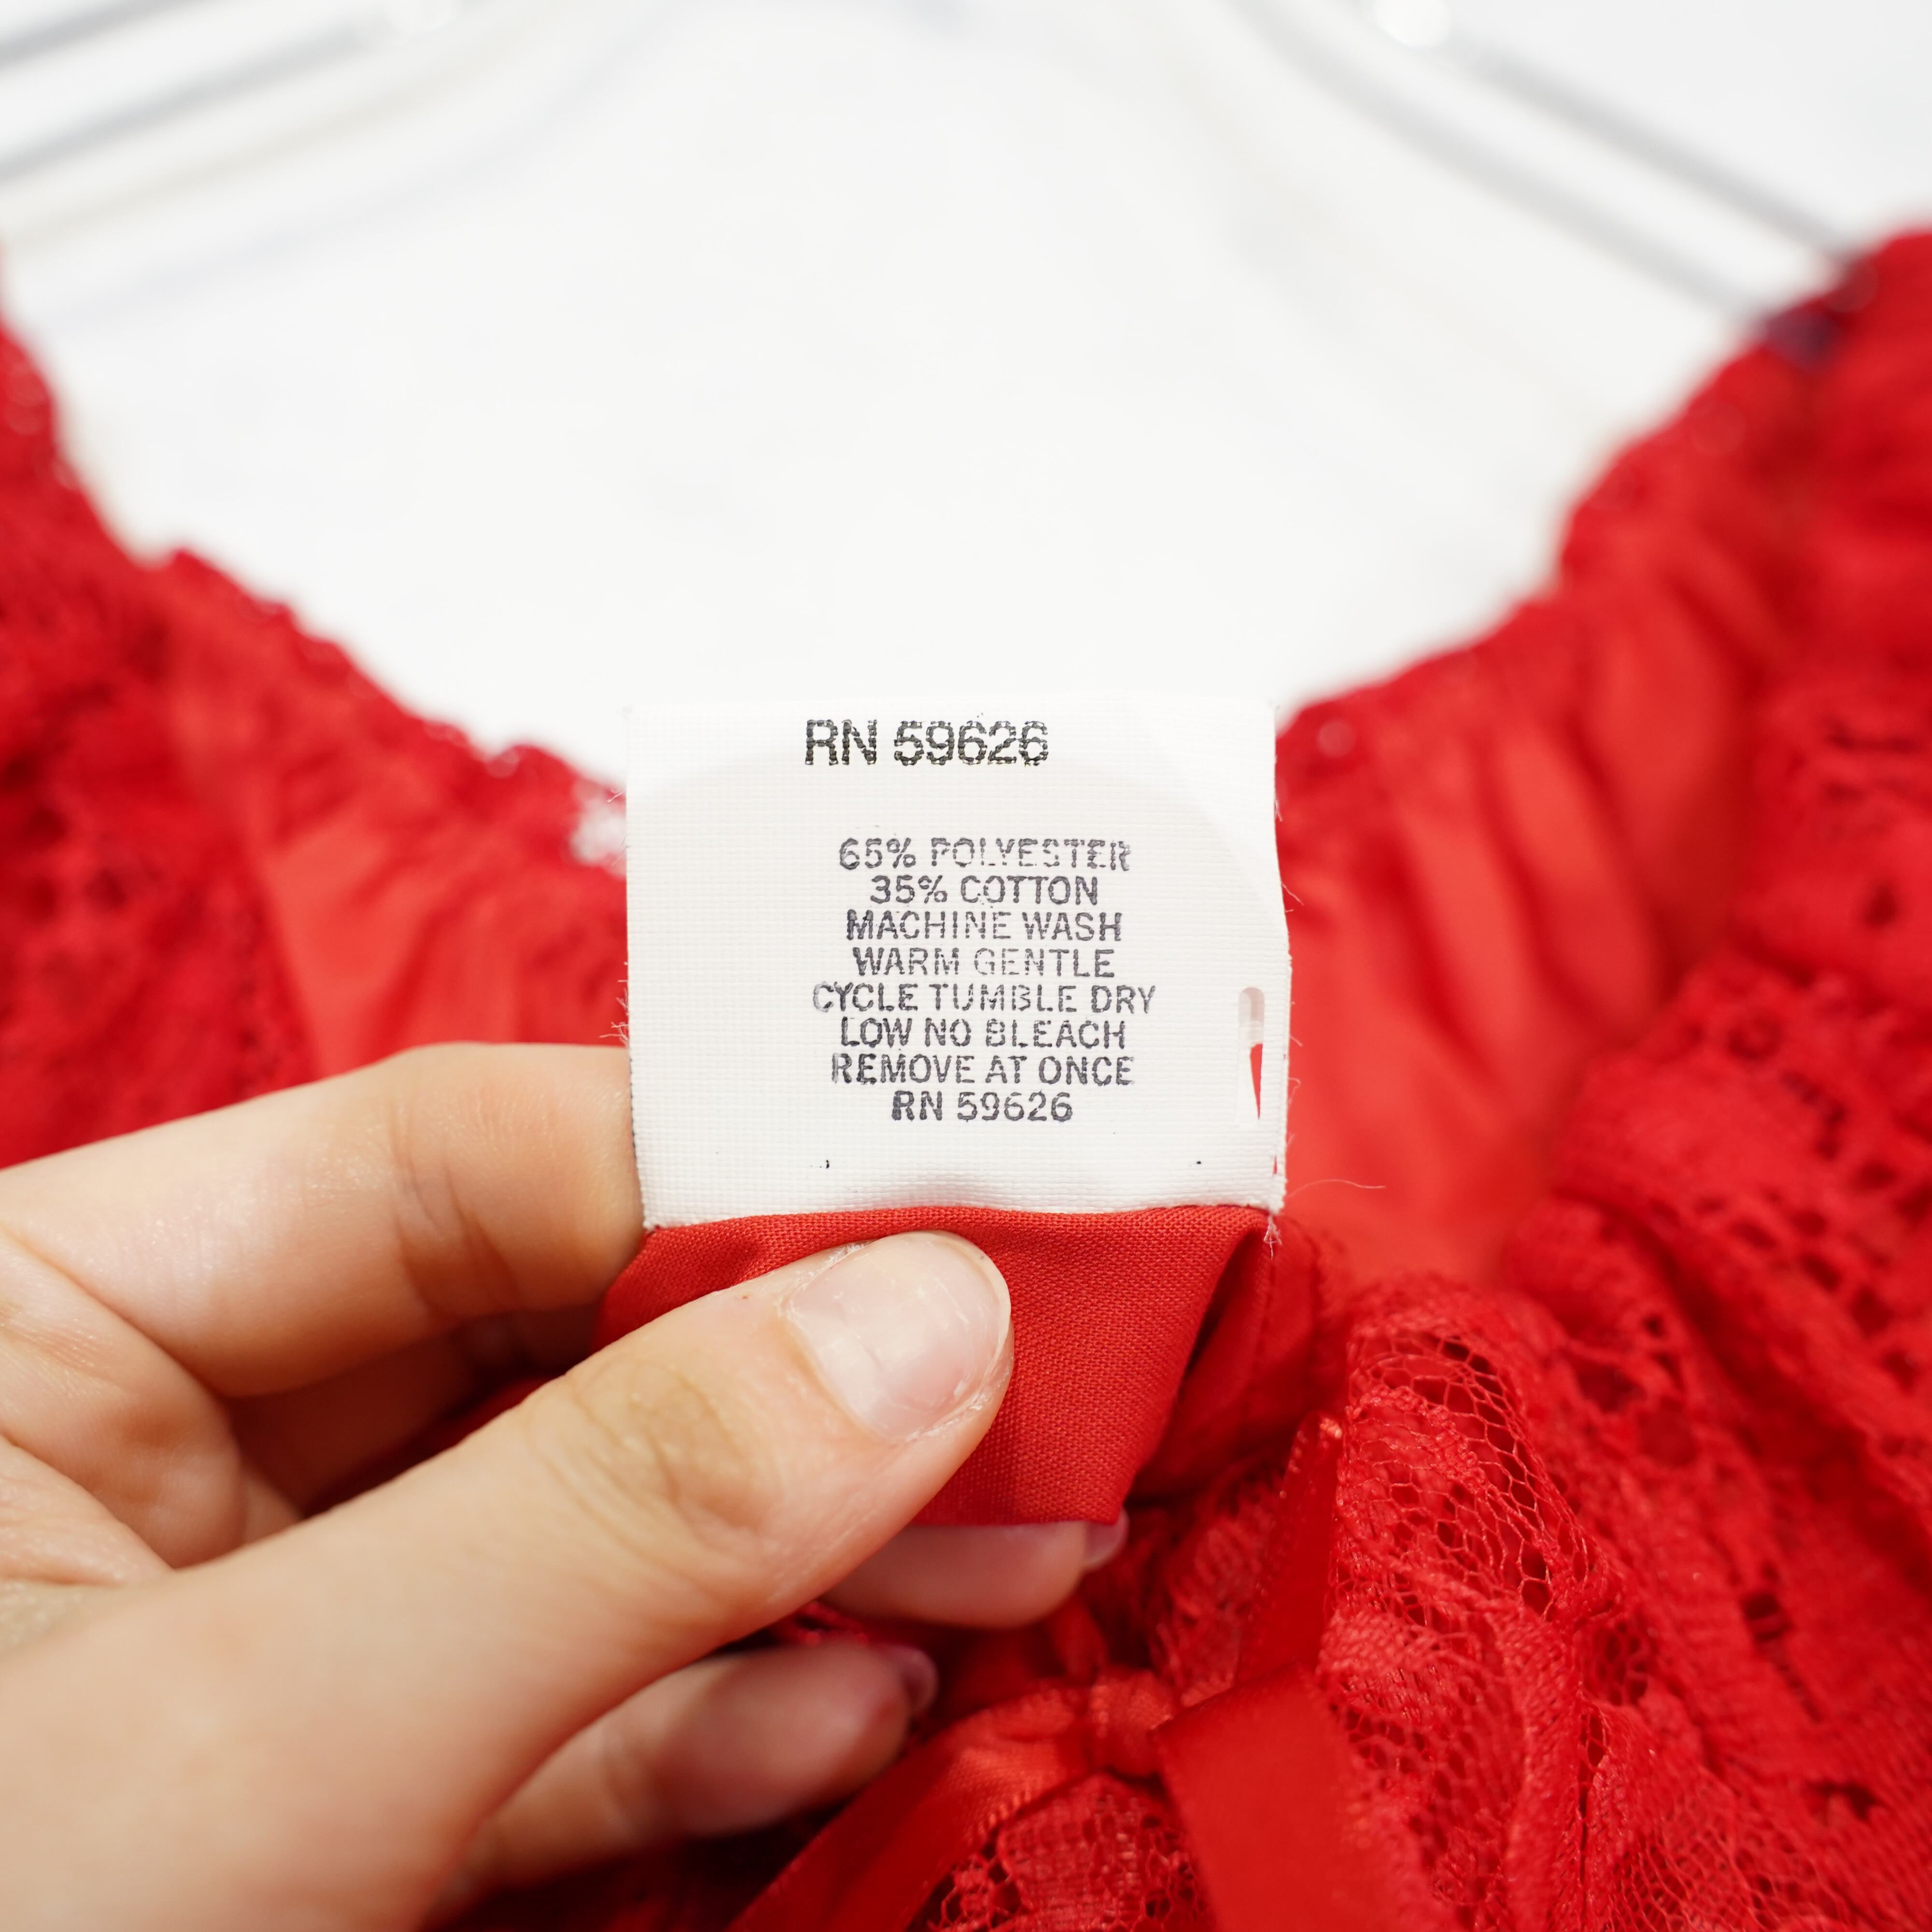 RN 59626
65% POLYESTER
35% COTTON
MACHINE WASH
WARM GENTLE
CYCLE TUMBLE DRY
LOW NO BLEACH
REMOVE AT ONCE
RN 59626